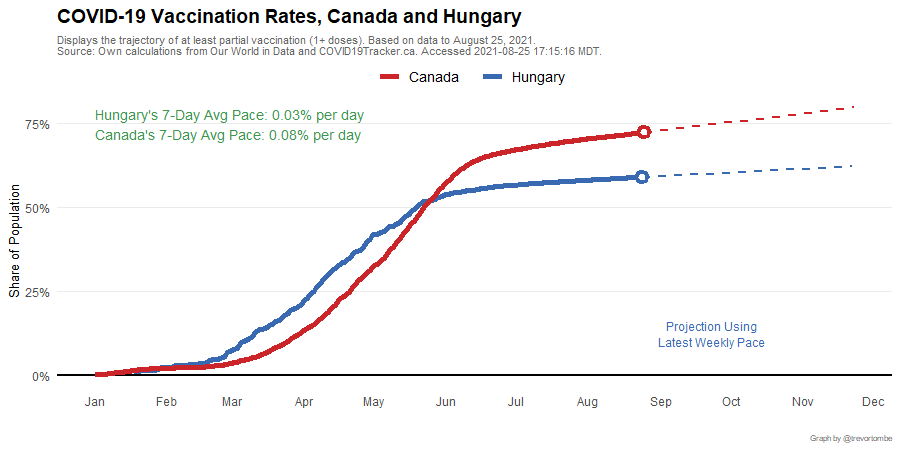 COVID-19 Vaccination Rates, Canada and Hungary
Displays the trajectory of at least partial vaccination (1+ doses). Based on data to August 25, 2021.
Source: Own calculations from Our World in Data and COVID19Tracker.ca. Accessed 2021-08-25 17:15:16 MDT.
Canada Hungary
Hungary's 7-Day Avg Pace: 0.03% per day
Canada's 7-Day Avg Pace: 0.08% per day
75%
50%
25%
0%
Share of Population
Projection Using
Latest Weekly Pace
Jan Feb Mar Apr May Jun Jul Aug Sep Oct Nov Dec
Graph by @trevortombe